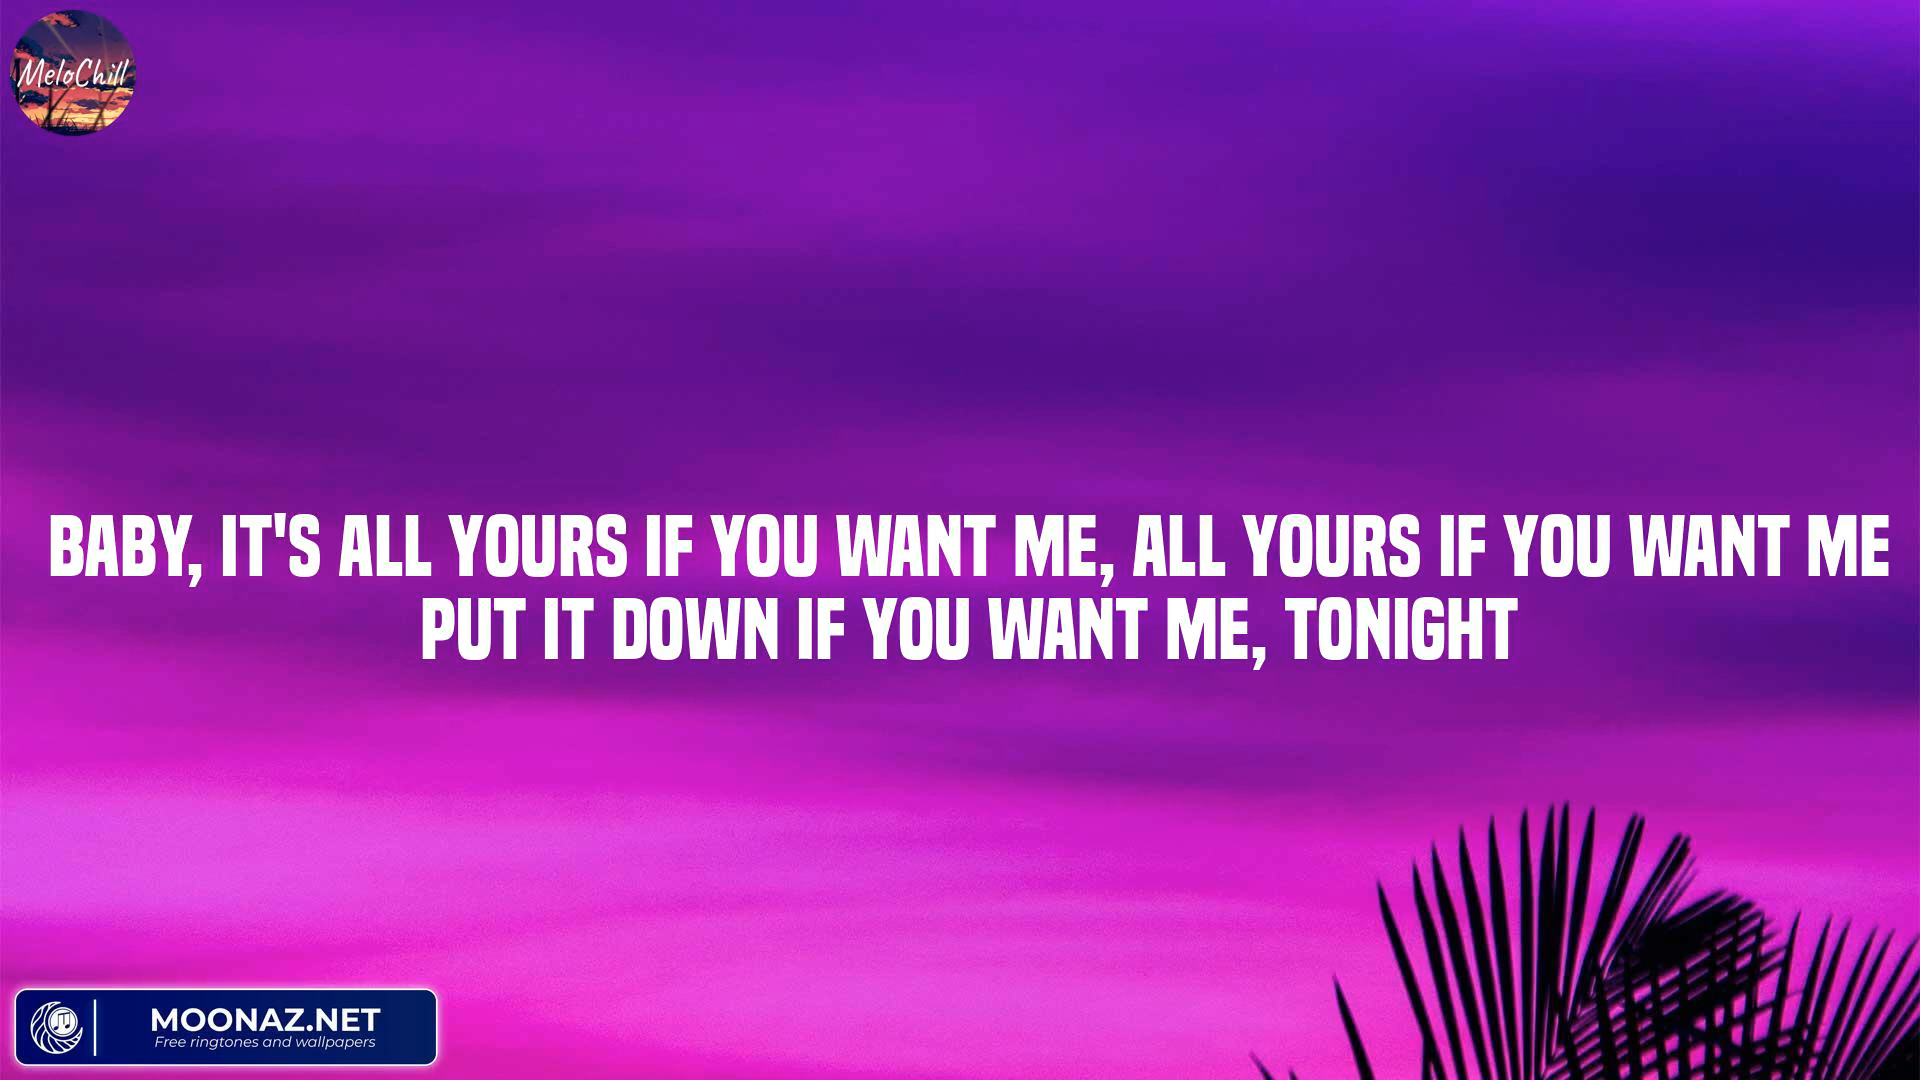 MeloChill
BABY, IT'S ALL YOURS IF YOU WANT ME, ALL YOURS IF YOU WANT ME
PUT IT DOWN IF YOU WANT ME, TONIGHT
MOONAZ.NET
Free ringtones and wallpapers